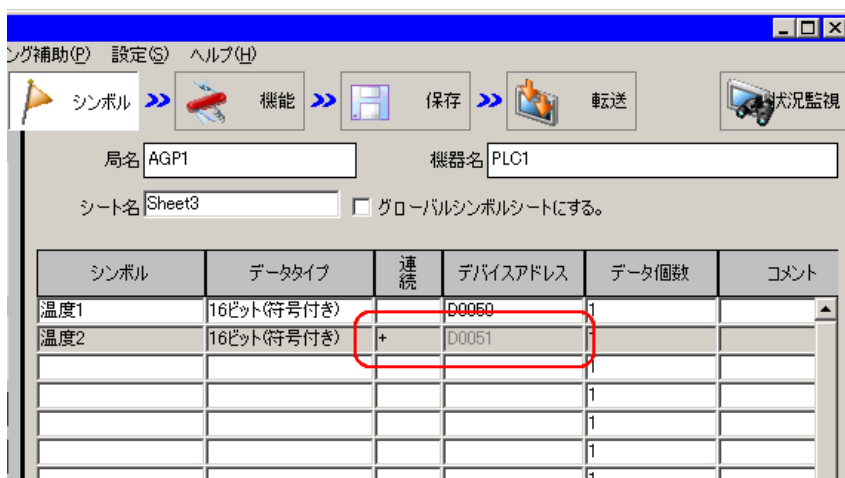 ング補助(P) 設定(S) ヘルプ(H)
シンボル 機能 保存 転送 状況監視
局名 AGP1 機器名 PLC1
シート名 Sheet3 グローバルシンボルシートにする。
シンボル データタイプ 連続 デバイスアドレス データ個数 コメント
温度1 16ビット(符号付き) D0050 1
温度2 16ビット(符号付き) + D0051 1
1
1
1
1
1